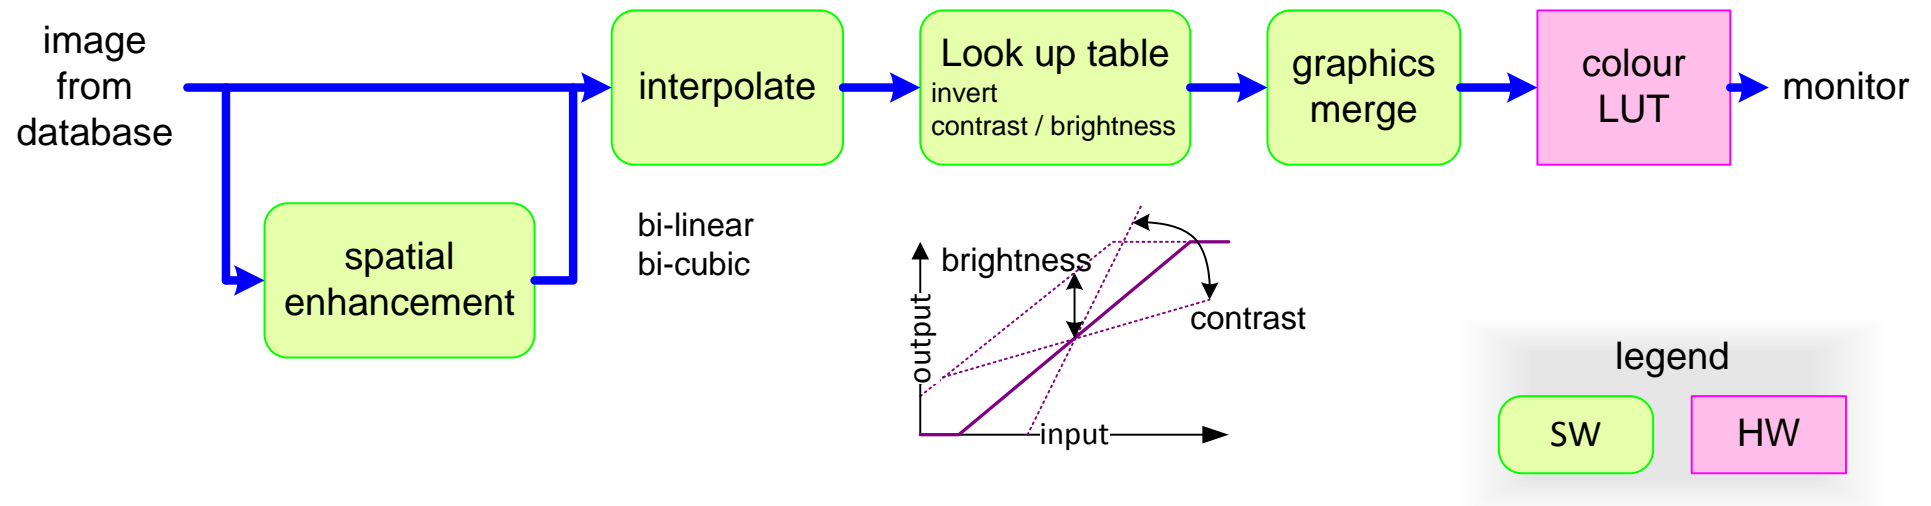 image
from
database
spatial
enhancement
interpolate
bi-linear
bi-cubic
Look up table
invert
contrast / brightness
brightness
contrast
output
input
graphics
merge
colour
LUT
monitor
legend
SW
HW